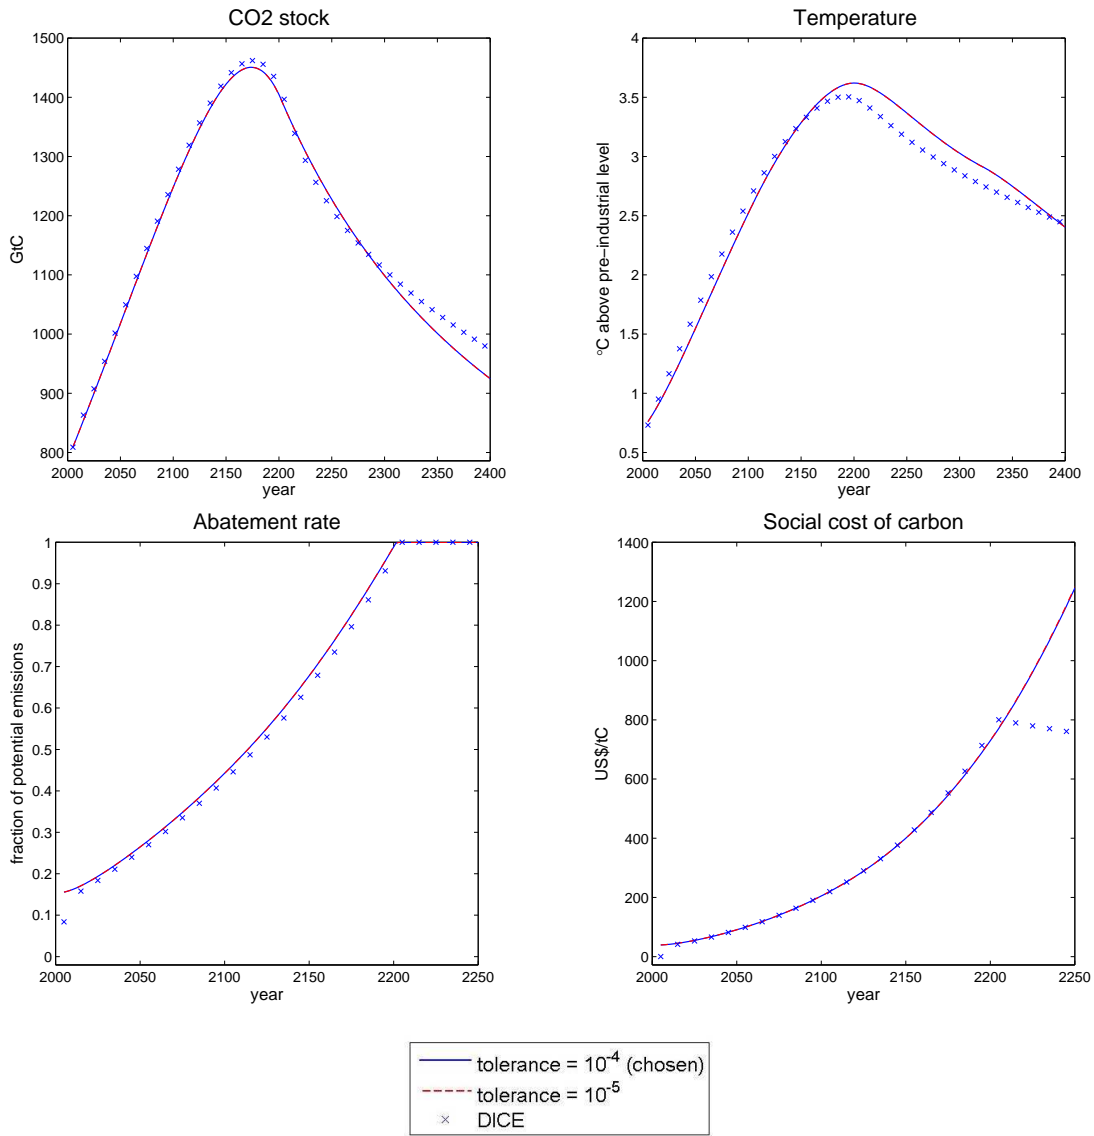 CO2 stock
1500
1400
1300
1200
1100
1000
900
800
GtC
2000 2050 2100 2150 2200 2250 2300 2350 2400
year
Temperature
4
3.5
3
2.5
2
1.5
1
0.5
°C above pre−industrial level
2000 2050 2100 2150 2200 2250 2300 2350 2400
year
Abatement rate
1
0.9
0.8
0.7
0.6
0.5
0.4
0.3
0.2
0.1
0
fraction of potential emissions
2000 2050 2100 2150 2200 2250
year
Social cost of carbon
1400
1200
1000
800
600
400
200
0
US$/tC
2000 2050 2100 2150 2200 2250
year
tolerance = 10⁻⁴ (chosen)
tolerance = 10⁻⁵
DICE